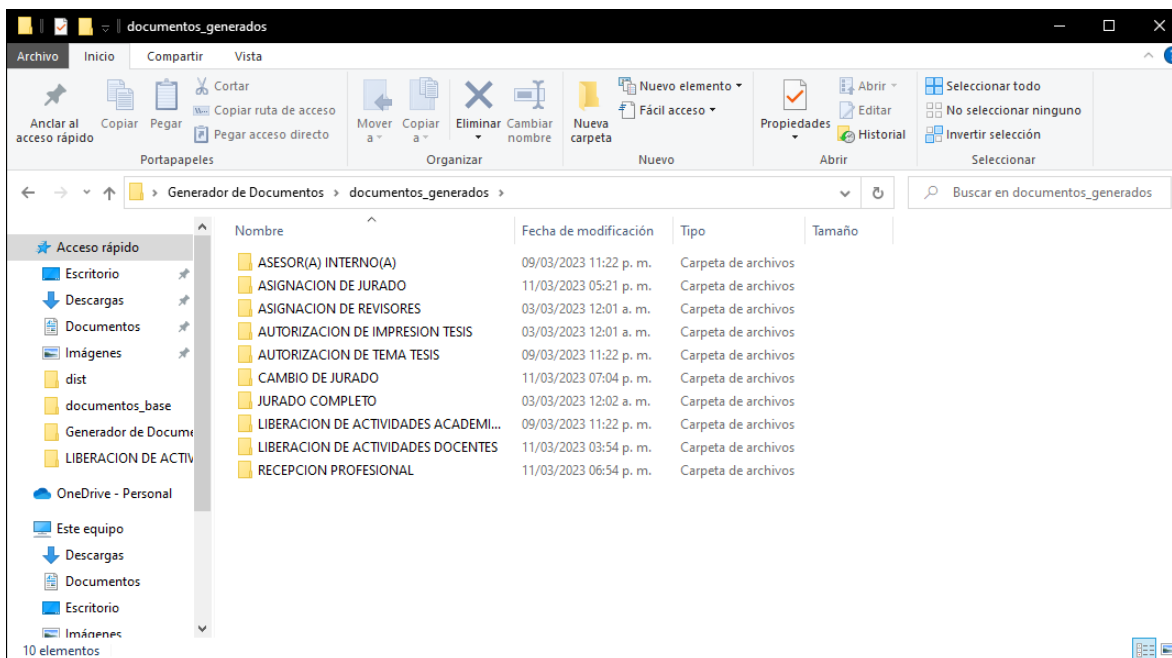 documentos_generados
Archivo Inicio Compartir Vista
Anclar al acceso rápido
Copiar
Pegar
Cortar
Copiar ruta de acceso
Pegar acceso directo
Portapapeles
Mover a
Copiar a
Eliminar
Cambiar nombre
Organizar
Nueva carpeta
Nuevo elemento
Fácil acceso
Nuevo
Propiedades
Abrir
Editar
Historial
Abrir
Seleccionar todo
No seleccionar ninguno
Invertir selección
Seleccionar
Generador de Documentos > documentos_generados >
Buscar en documentos_generados
Acceso rápido
Escritorio
Descargas
Documentos
Imágenes
dist
documentos_base
Generador de Docume
LIBERACION DE ACTIV
OneDrive - Personal
Este equipo
Descargas
Documentos
Escritorio
Imágenes
Nombre Fecha de modificación Tipo Tamaño
ASESOR(A) INTERNO(A) 09/03/2023 11:22 p. m. Carpeta de archivos
ASIGNACION DE JURADO 11/03/2023 05:21 p. m. Carpeta de archivos
ASIGNACION DE REVISORES 03/03/2023 12:01 a. m. Carpeta de archivos
AUTORIZACION DE IMPRESION TESIS 03/03/2023 12:01 a. m. Carpeta de archivos
AUTORIZACION DE TEMA TESIS 09/03/2023 11:22 p. m. Carpeta de archivos
CAMBIO DE JURADO 11/03/2023 07:04 p. m. Carpeta de archivos
JURADO COMPLETO 03/03/2023 12:02 a. m. Carpeta de archivos
LIBERACION DE ACTIVIDADES ACADEMI... 09/03/2023 11:22 p. m. Carpeta de archivos
LIBERACION DE ACTIVIDADES DOCENTES 11/03/2023 03:54 p. m. Carpeta de archivos
RECEPCION PROFESIONAL 11/03/2023 06:54 p. m. Carpeta de archivos
10 elementos